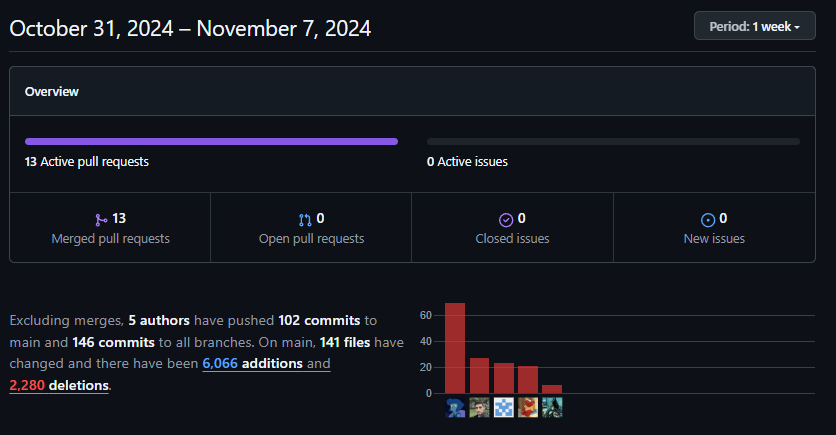 October 31, 2024 – November 7, 2024
Period: 1 week
Overview
13 Active pull requests
0 Active issues
13
Merged pull requests
0
Open pull requests
0
Closed issues
0
New issues
Excluding merges, 5 authors have pushed 102 commits to
main and 146 commits to all branches. On main, 141 files have
changed and there have been 6,066 additions and
2,280 deletions.
60
40
20
0